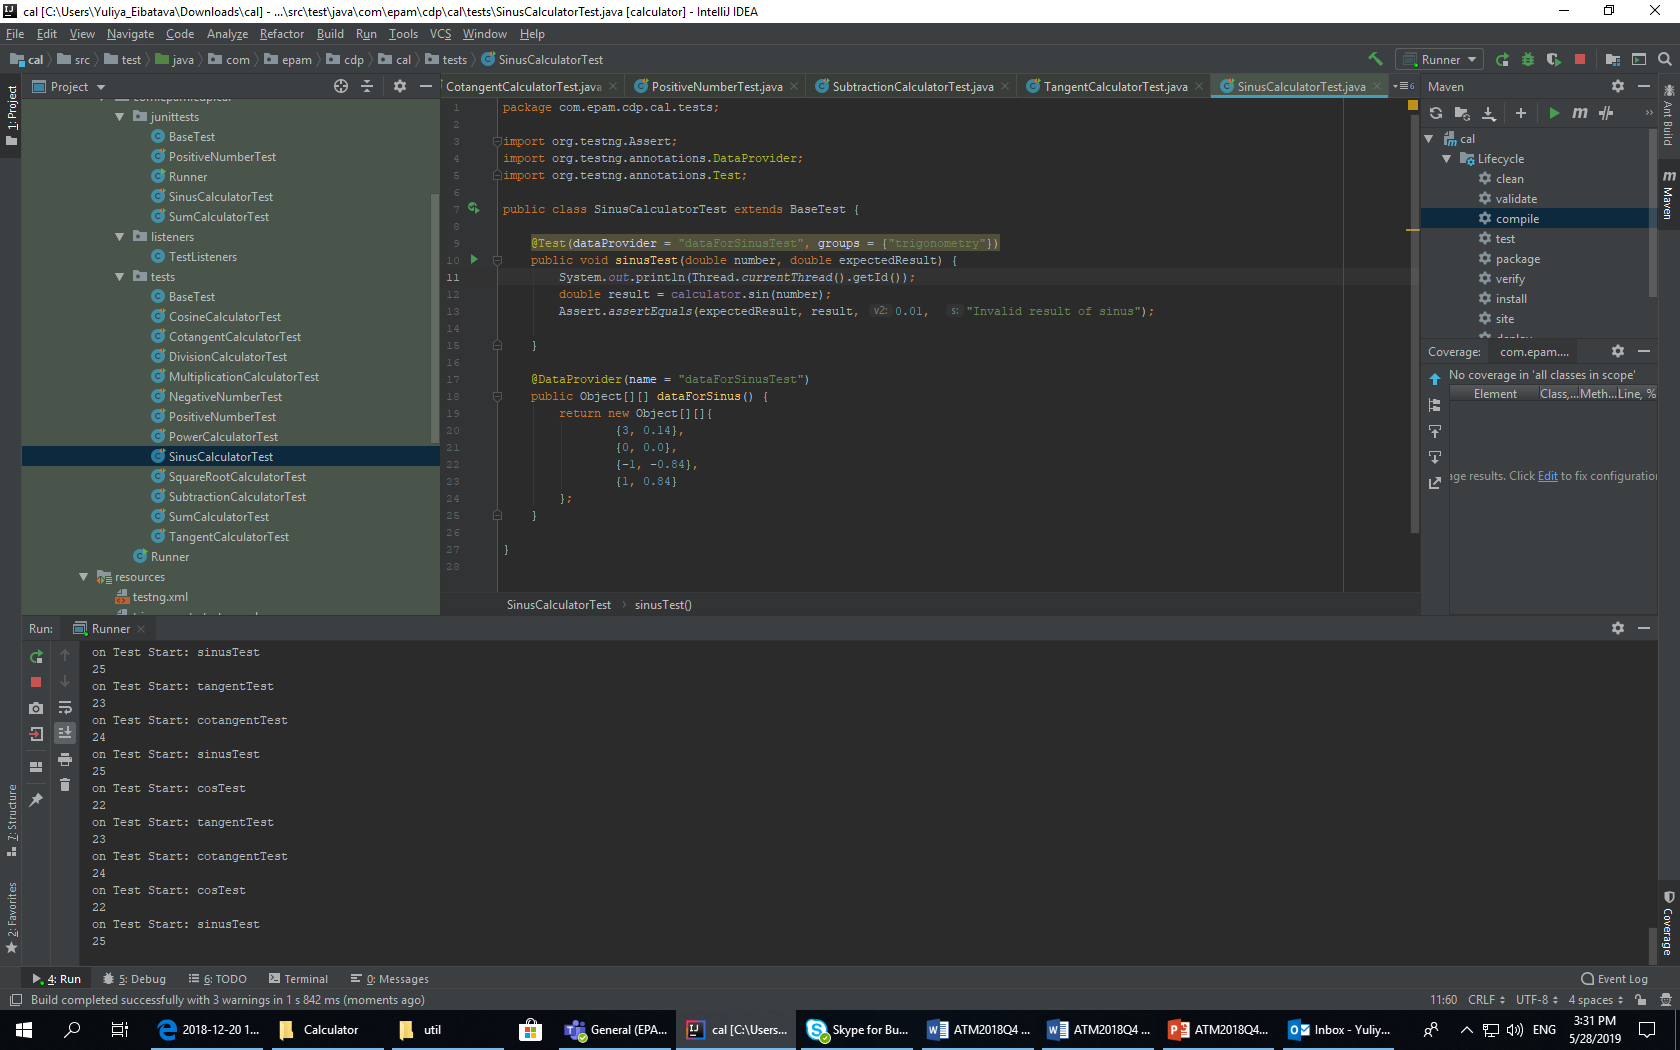 cal [C:\Users\Yuliya_Eibatava\Downloads\cal] - ...\src\test\java\com\epam\cdp\cal\tests\SinusCalculatorTest.java [calculator] - IntelliJ IDEA
File Edit View Navigate Code Analyze Refactor Build Run Tools VCS Window Help
cal src test java com epam cdp cal tests SinusCalculatorTest Runner
Project CotangentCalculatorTest.java PositiveNumberTest.java SubtractionCalculatorTest.java TangentCalculatorTest.java SinusCalculatorTest.java 6 Maven
1: Project
junittests
BaseTest
PositiveNumberTest
Runner
SinusCalculatorTest
SumCalculatorTest
listeners
TestListeners
tests
BaseTest
CosineCalculatorTest
CotangentCalculatorTest
DivisionCalculatorTest
MultiplicationCalculatorTest
NegativeNumberTest
PositiveNumberTest
PowerCalculatorTest
SinusCalculatorTest
SquareRootCalculatorTest
SubtractionCalculatorTest
SumCalculatorTest
TangentCalculatorTest
Runner
resources
testng.xml
1 package com.epam.cdp.cal.tests;
2
3 import org.testng.Assert;
4 import org.testng.annotations.DataProvider;
5 import org.testng.annotations.Test;
6
7 public class SinusCalculatorTest extends BaseTest {
8
9 @Test(dataProvider = "dataForSinusTest", groups = {"trigonometry"})
10 public void sinusTest(double number, double expectedResult) {
11 System.out.println(Thread.currentThread().getId());
12 double result = calculator.sin(number);
13 Assert.assertEquals(expectedResult, result, v2: 0.01, s: "Invalid result of sinus");
14
15 }
16
17 @DataProvider(name = "dataForSinusTest")
18 public Object[][] dataForSinus() {
19 return new Object[][]{
20 {3, 0.14},
21 {0, 0.0},
22 {-1, -0.84},
23 {1, 0.84}
24 };
25 }
26
27 }
28
SinusCalculatorTest › sinusTest()
cal
Lifecycle
clean
validate
compile
test
package
verify
install
site
deploy
Ant Build
Maven
Coverage: com.epam....
No coverage in 'all classes in scope'
Element Class,... Meth... Line, %
age results. Click Edit to fix configuration
Coverage
Run: Runner
on Test Start: sinusTest
25
on Test Start: tangentTest
23
on Test Start: cotangentTest
24
on Test Start: sinusTest
25
on Test Start: cosTest
22
on Test Start: tangentTest
23
on Test Start: cotangentTest
24
on Test Start: cosTest
22
on Test Start: sinusTest
25
7: Structure
2: Favorites
4: Run 5: Debug 6: TODO Terminal 0: Messages Event Log
Build completed successfully with 3 warnings in 1 s 842 ms (moments ago) 11:60 CRLF UTF-8 4 spaces
2018-12-20 1... Calculator util General (EPA... cal [C:\Users... Skype for Bu... ATM2018Q4 ... ATM2018Q4 ... ATM2018Q4... Inbox - Yuliy... ENG 3:31 PM
5/28/2019